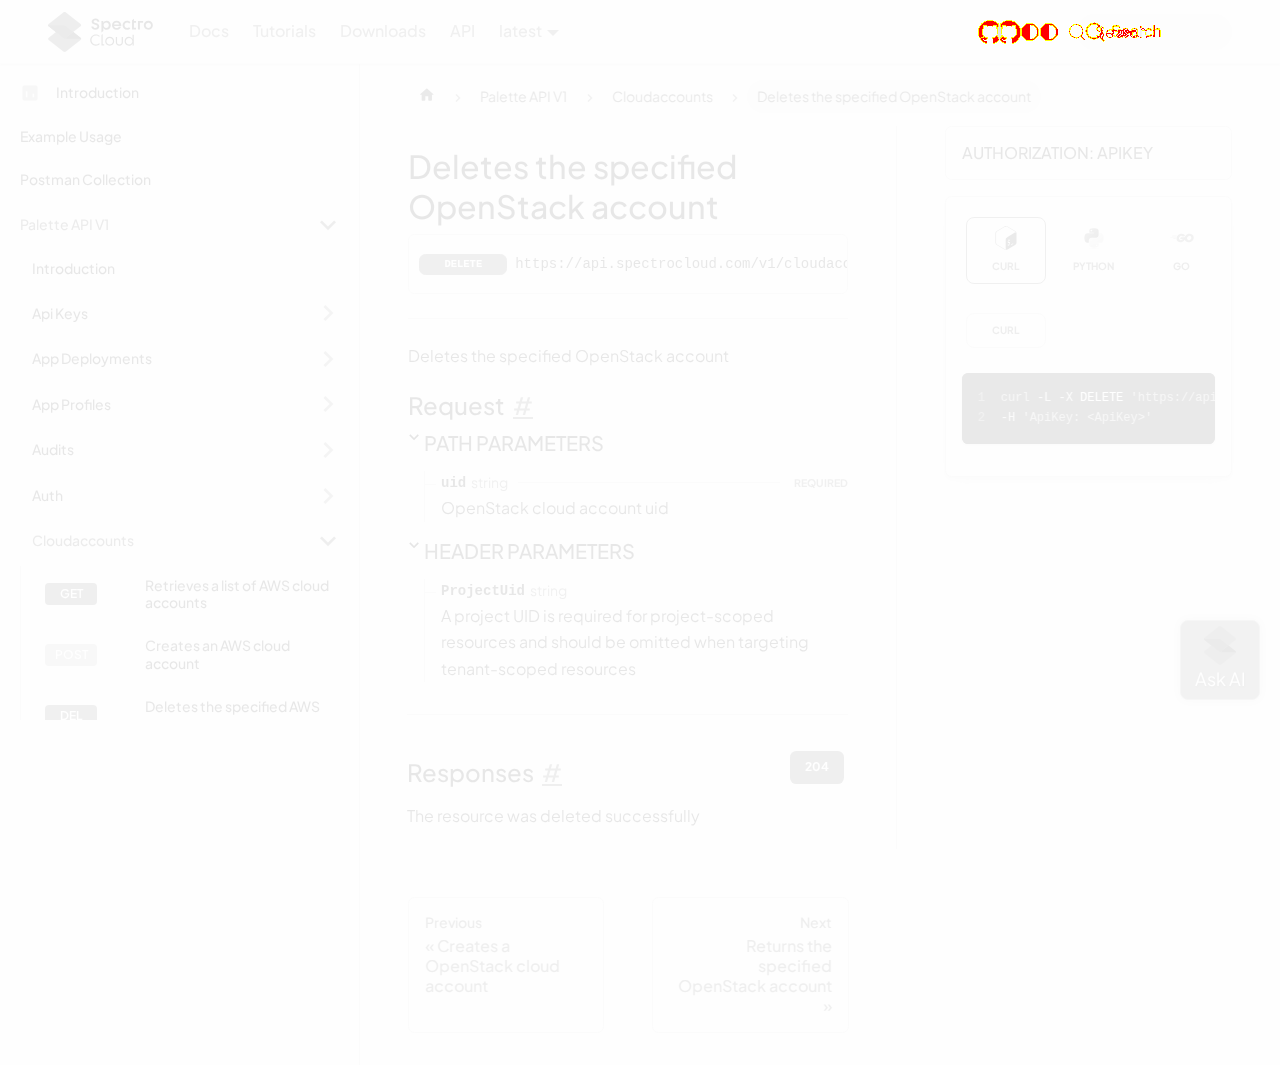 Spectro Cloud
Docs
Tutorials
Downloads
API
latest
Search
Introduction
Example Usage
Postman Collection
Palette API V1
Introduction
Api Keys
App Deployments
App Profiles
Audits
Auth
Cloudaccounts
GET
Retrieves a list of AWS cloud
accounts
POST
Creates an AWS cloud
account
DEL
Deletes the specified AWS
Palette API V1
Cloudaccounts
Deletes the specified OpenStack account
Deletes the specified
OpenStack account
DELETE
https://api.spectrocloud.com/v1/cloudacc
Deletes the specified OpenStack account
Request #
PATH PARAMETERS
uid string
REQUIRED
OpenStack cloud account uid
HEADER PARAMETERS
ProjectUid string
A project UID is required for project-scoped
resources and should be omitted when targeting
tenant-scoped resources
Responses #
204
The resource was deleted successfully
Previous
« Creates a
OpenStack cloud
account
Next
Returns the
specified
OpenStack account
»
AUTHORIZATION: APIKEY
CURL
PYTHON
GO
GO
CURL
1 curl -L -X DELETE 'https://api
2 -H 'ApiKey: <ApiKey>'
Ask AI